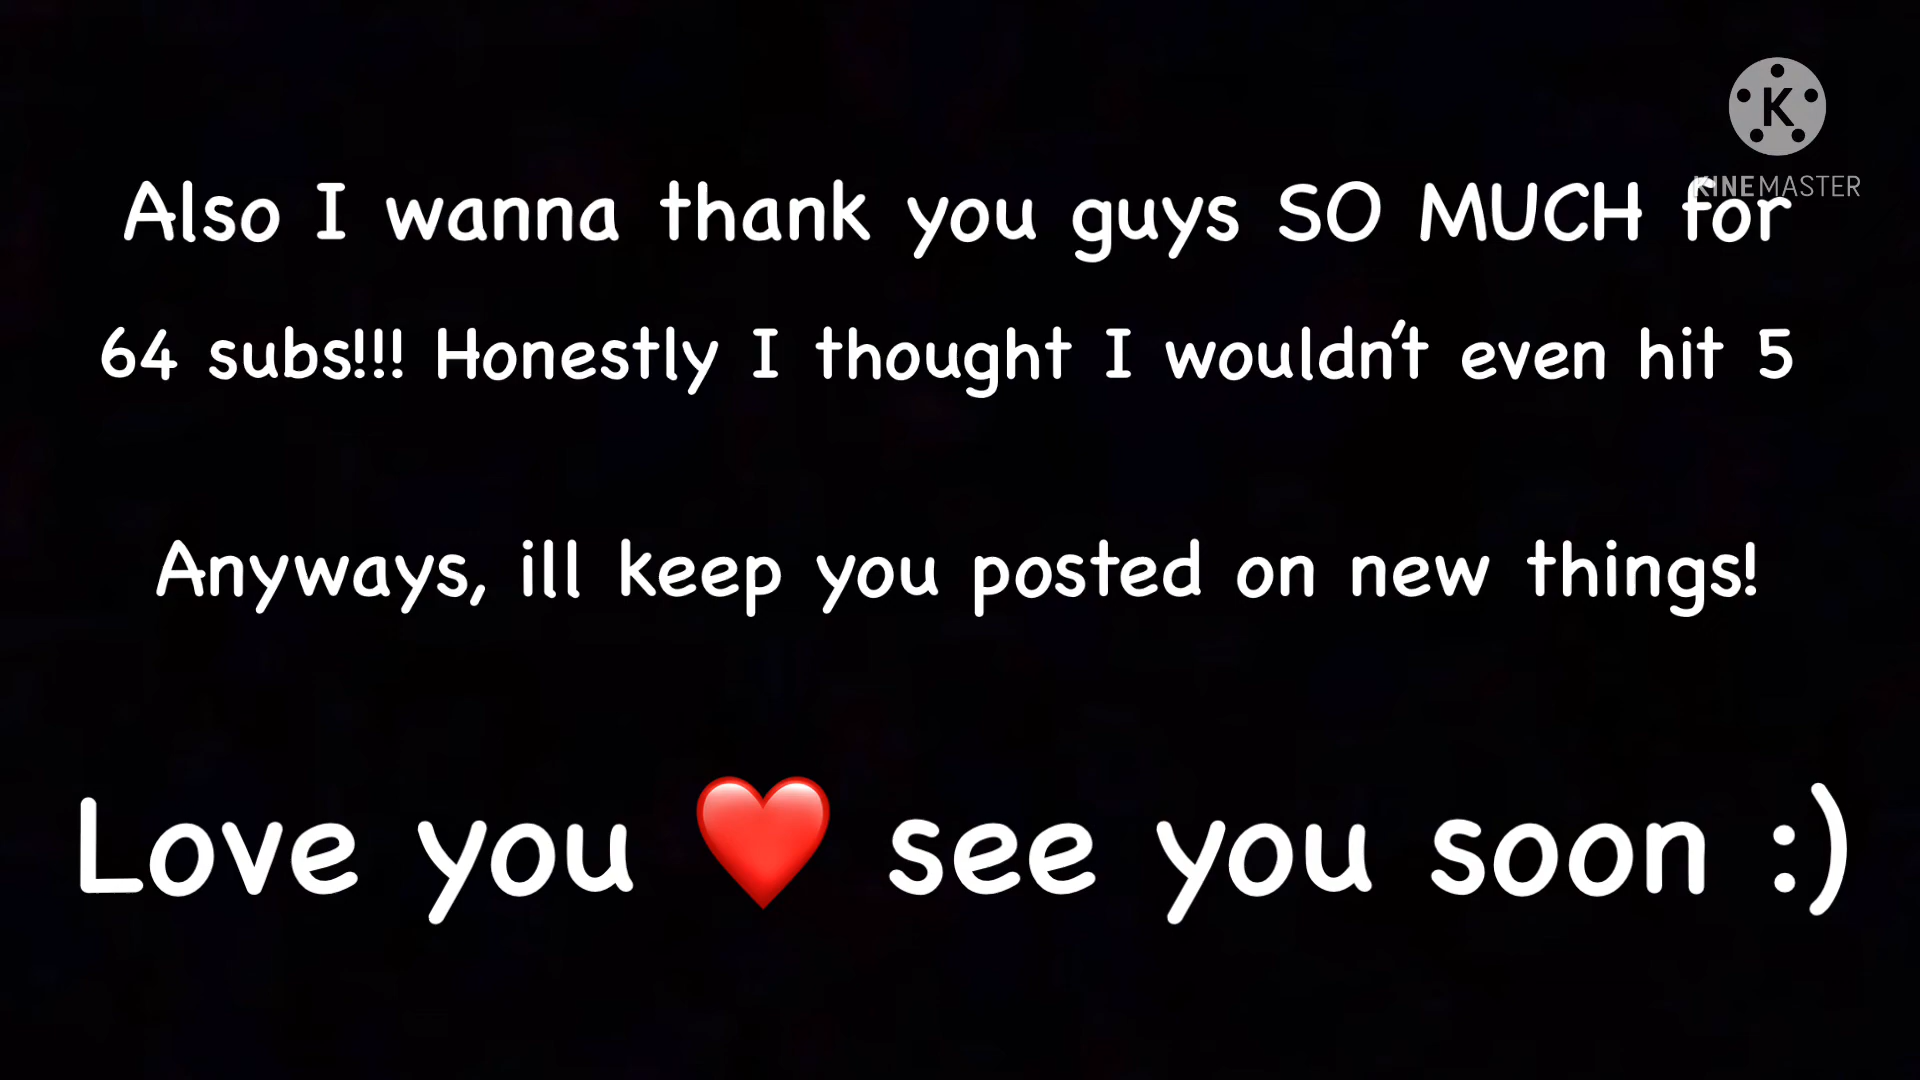 K
KINEMASTER
Also I wanna thank you guys SO MUCH for
64 subs!!! Honestly I thought I wouldn't even hit 5
Anyways, ill keep you posted on new things!
Love you ❤️ see you soon :)